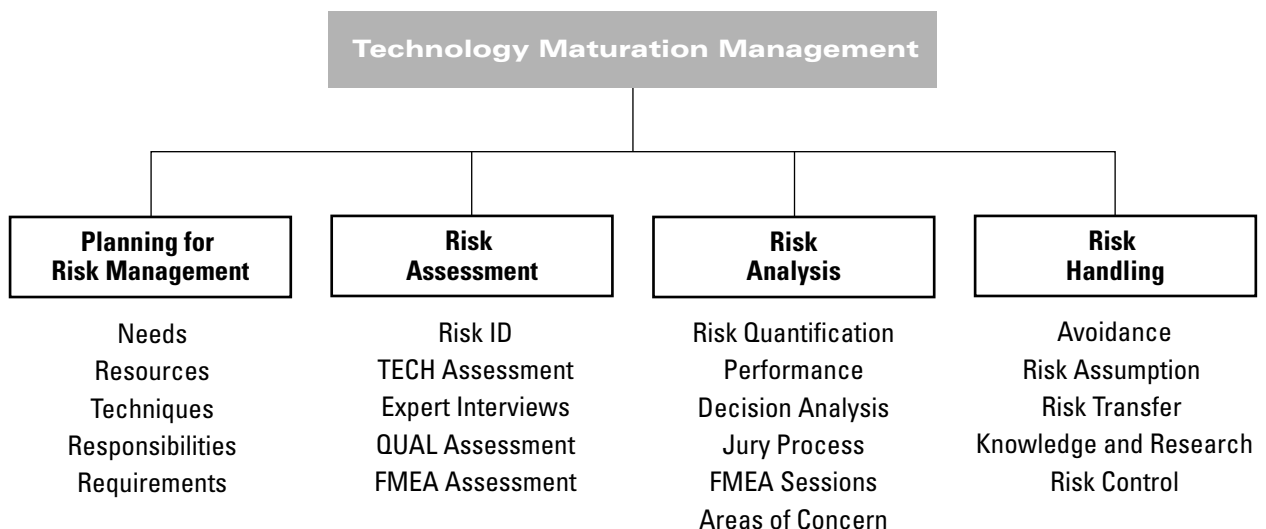 Technology Maturation Management
Planning for
Risk Management
Needs
Resources
Techniques
Responsibilities
Requirements
Risk
Assessment
Risk ID
TECH Assessment
Expert Interviews
QUAL Assessment
FMEA Assessment
Risk
Analysis
Risk Quantification
Performance
Decision Analysis
Jury Process
FMEA Sessions
Areas of Concern
Risk
Handling
Avoidance
Risk Assumption
Risk Transfer
Knowledge and Research
Risk Control